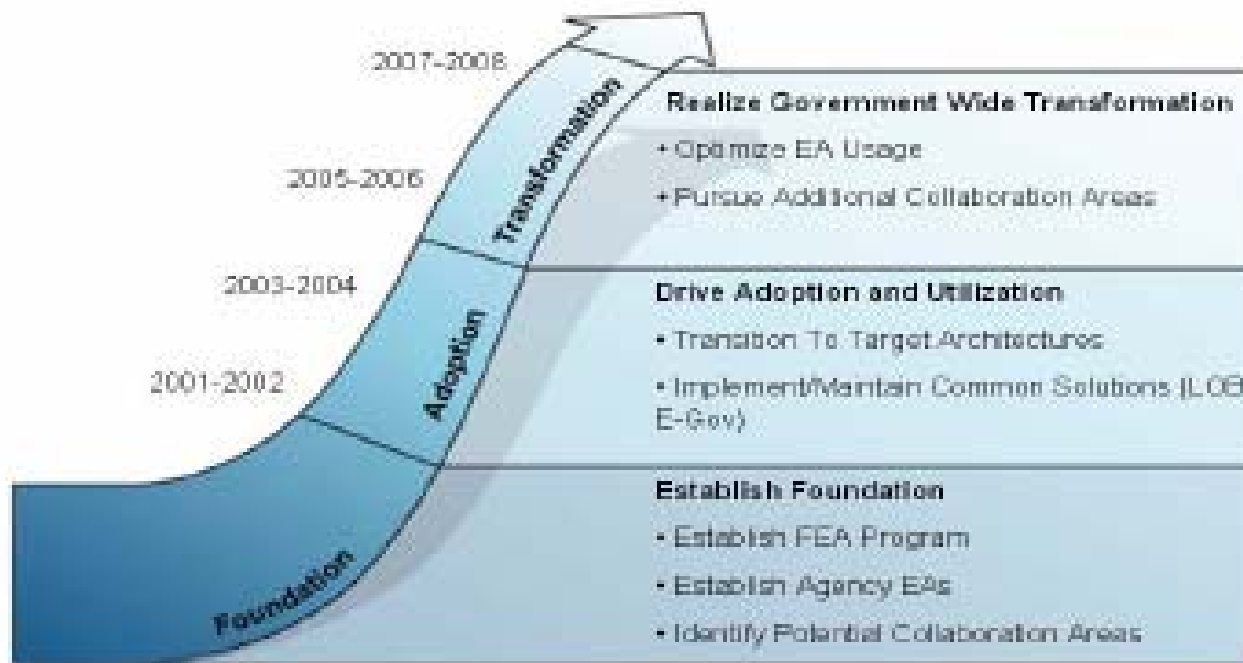 2007-2008
Realize Government Wide Transformation
• Optimize EA Usage
2005-2006
• Pursue Additional Collaboration Areas
Transformation
2003-2004
Drive Adoption and Utilization
• Transition To Target Architectures
2001-2002
• Implement/Maintain Common Solutions (LOB
E-Gov)
Adoption
Establish Foundation
• Establish FEA Program
• Establish Agency EAs
• Identify Potential Collaboration Areas
Foundation